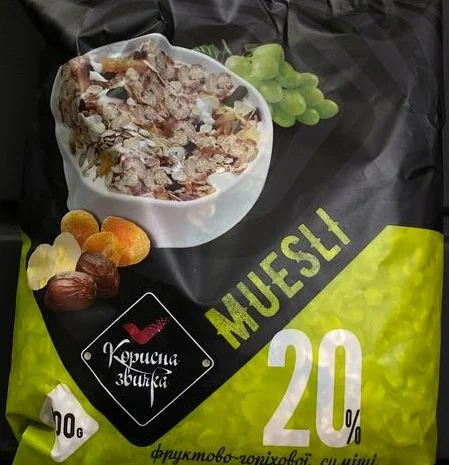 MUESLI
Корисна
звичка
20%
00G
фруктово-горіхової суміші